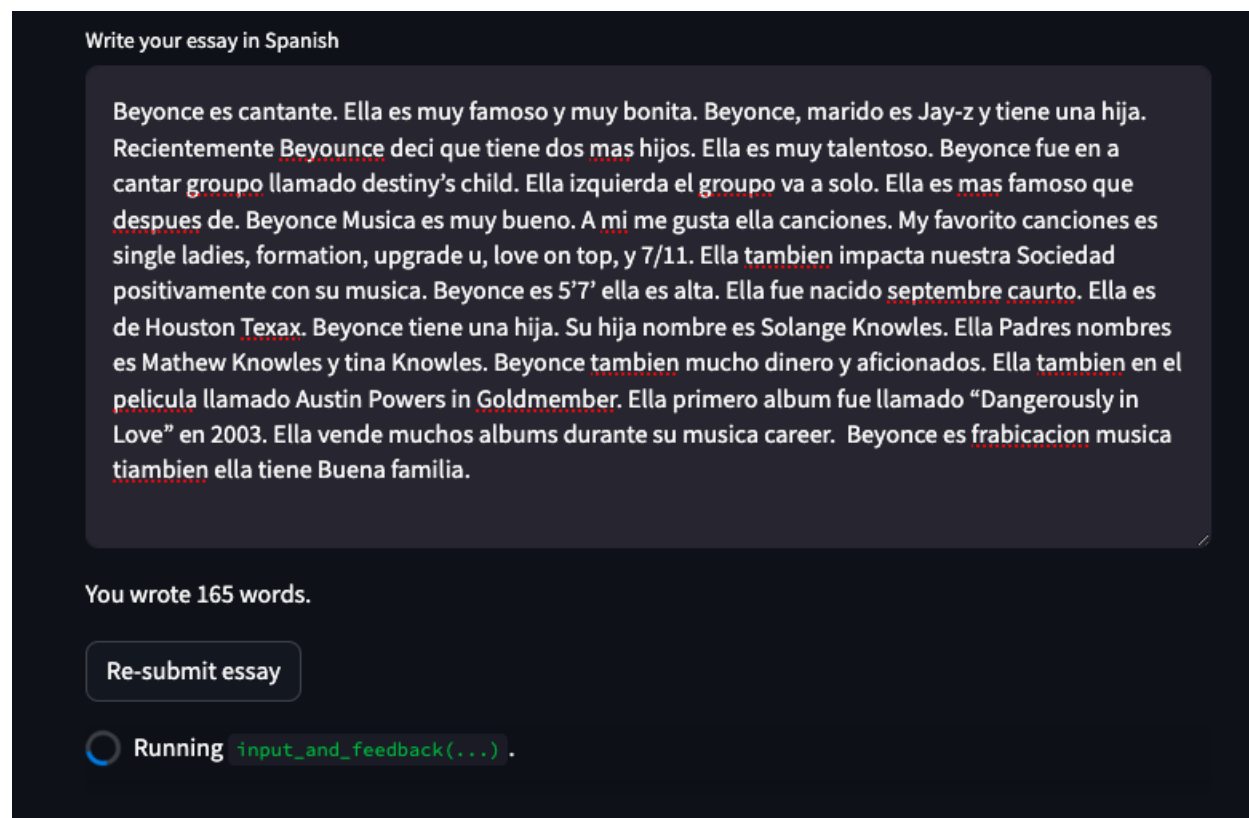 Write your essay in Spanish
Beyonce es cantante. Ella es muy famoso y muy bonita. Beyonce, marido es Jay-z y tiene una hija.
Recientemente Beyounce deci que tiene dos mas hijos. Ella es muy talentoso. Beyonce fue en a
cantar groupo llamado destiny’s child. Ella izquierda el groupo va a solo. Ella es mas famoso que
despues de. Beyonce Musica es muy bueno. A mi me gusta ella canciones. My favorito canciones es
single ladies, formation, upgrade u, love on top, y 7/11. Ella tambien impacta nuestra Sociedad
positivamente con su musica. Beyonce es 5’7’ ella es alta. Ella fue nacido septembre caurto. Ella es
de Houston Texax. Beyonce tiene una hija. Su hija nombre es Solange Knowles. Ella Padres nombres
es Mathew Knowles y tina Knowles. Beyonce tambien mucho dinero y aficionados. Ella tambien en el
pelicula llamado Austin Powers in Goldmember. Ella primero album fue llamado “Dangerously in
Love” en 2003. Ella vende muchos albums durante su musica career.  Beyonce es frabicacion musica
tiambien ella tiene Buena familia.
You wrote 165 words.
Re-submit essay
Running input_and_feedback(...).